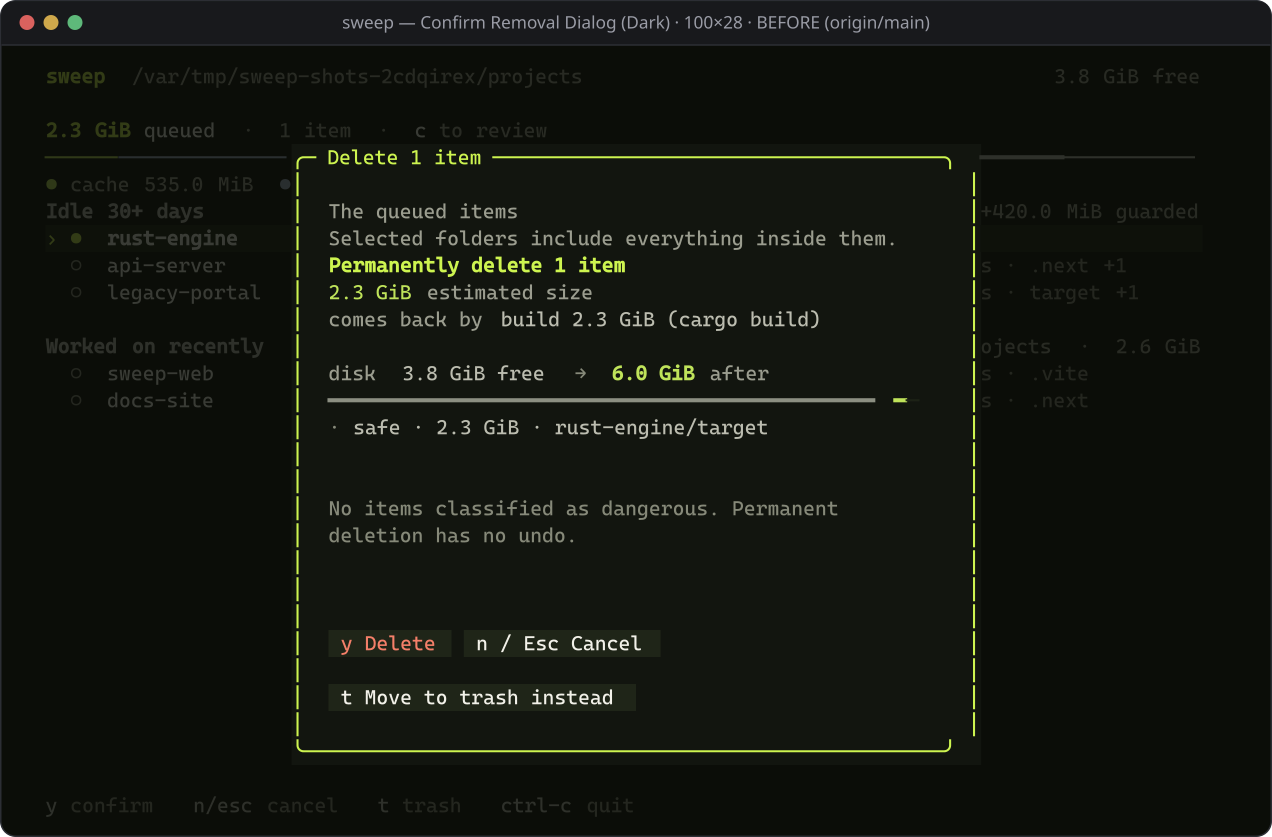 sweep — Confirm Removal Dialog (Dark) · 100×28 · BEFORE (origin/main)
sweep /var/tmp/sweep-shots-2cdqirex/projects 3.8 GiB free
2.3 GiB queued · 1 item · c to review
Delete 1 item
● cache 535.0 MiB ●
Idle 30+ days +420.0 MiB guarded
The queued items
› ● rust-engine
Selected folders include everything inside them.
○ api-server s · .next +1
Permanently delete 1 item
○ legacy-portal s · target +1
2.3 GiB estimated size
comes back by build 2.3 GiB (cargo build)
Worked on recently ojects · 2.6 GiB
○ sweep-web s · .vite
disk 3.8 GiB free → 6.0 GiB after
○ docs-site s · .next
· safe · 2.3 GiB · rust-engine/target
No items classified as dangerous. Permanent
deletion has no undo.
y Delete n / Esc Cancel
t Move to trash instead
y confirm n/esc cancel t trash ctrl-c quit